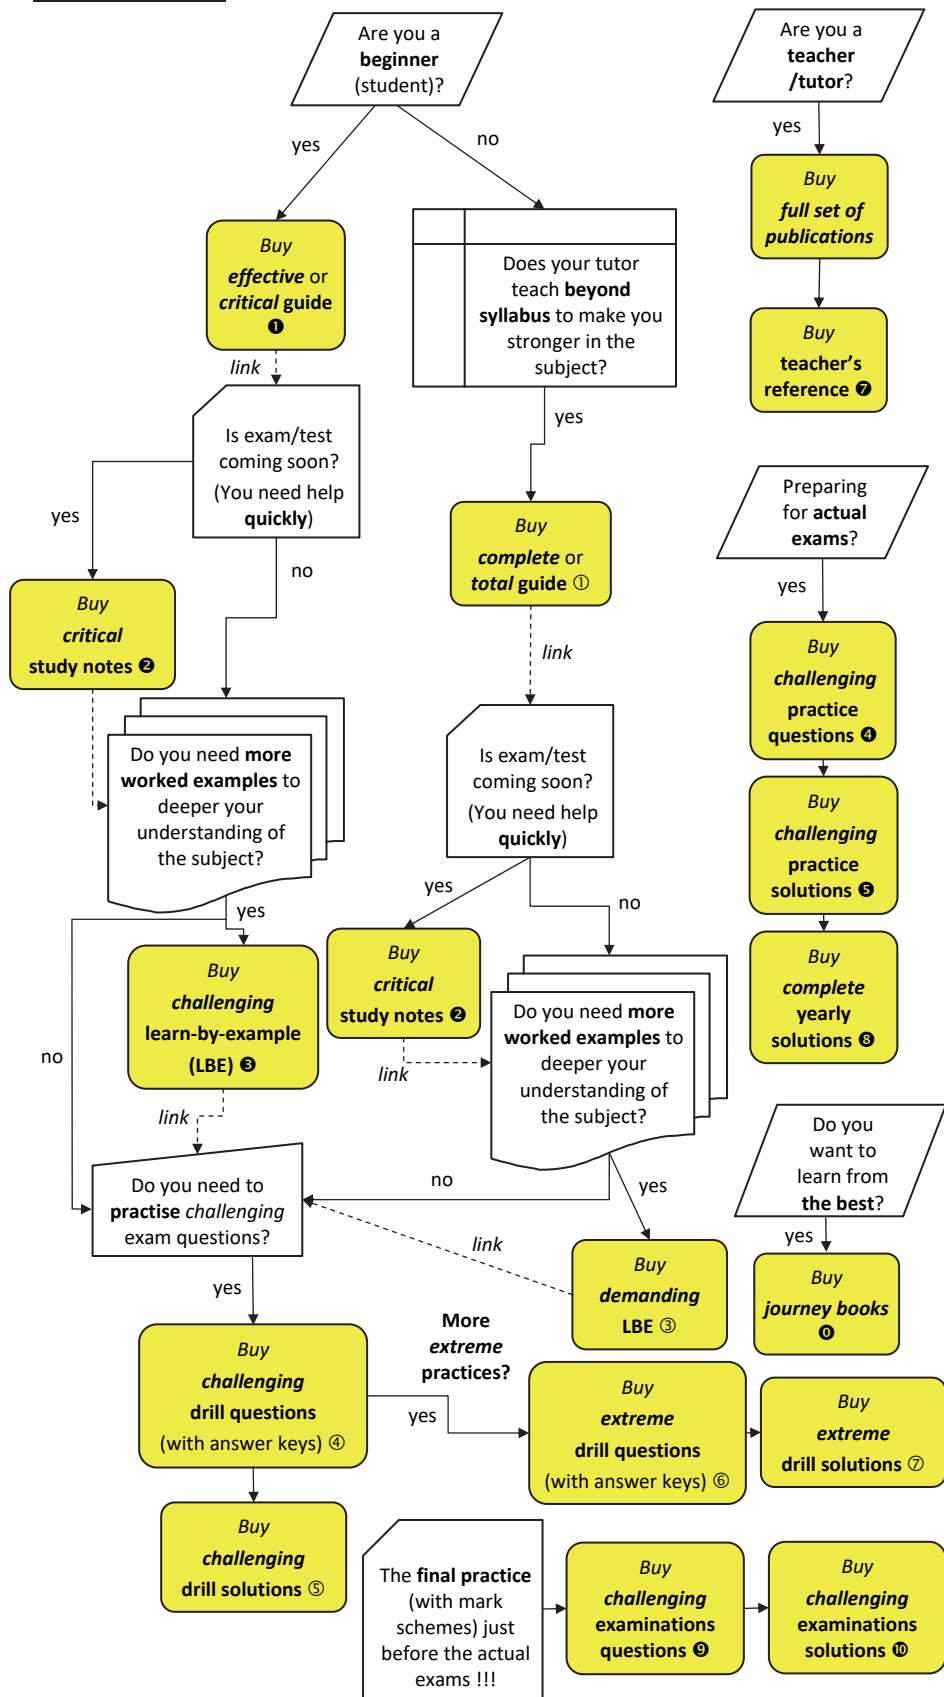 Are you a
beginner
(student)?
yes
no
Buy
effective or
critical guide
❶
link
Is exam/test
coming soon?
(You need help
quickly)
yes
no
Buy
critical
study notes ❷
Do you need more
worked examples to
deeper your
understanding of
the subject?
yes
no
Buy
challenging
learn-by-example
(LBE) ❸
link
Do you need to
practise challenging
exam questions?
yes
Buy
challenging
drill questions
(with answer keys) ④
Buy
challenging
drill solutions ⑤
Does your tutor
teach beyond
syllabus to make you
stronger in the
subject?
yes
Buy
complete or
total guide ①
link
Is exam/test
coming soon?
(You need help
quickly)
yes
no
Buy
critical
study notes ❷
link
Do you need more
worked examples to
deeper your
understanding of
the subject?
no
yes
link
Buy
demanding
LBE ③
More
extreme
practices?
yes
Buy
extreme
drill questions
(with answer keys) ⑥
Buy
extreme
drill solutions ⑦
The final practice
(with mark
schemes) just
before the actual
exams !!!
Buy
challenging
examinations
questions ❾
Buy
challenging
examinations
solutions ❿
Are you a
teacher
/tutor?
yes
Buy
full set of
publications
Buy
teacher's
reference ❼
Preparing
for actual
exams?
yes
Buy
challenging
practice
questions ❹
Buy
challenging
practice
solutions ❺
Buy
complete
yearly
solutions ❽
Do you
want to
learn from
the best?
yes
Buy
journey books
⓿